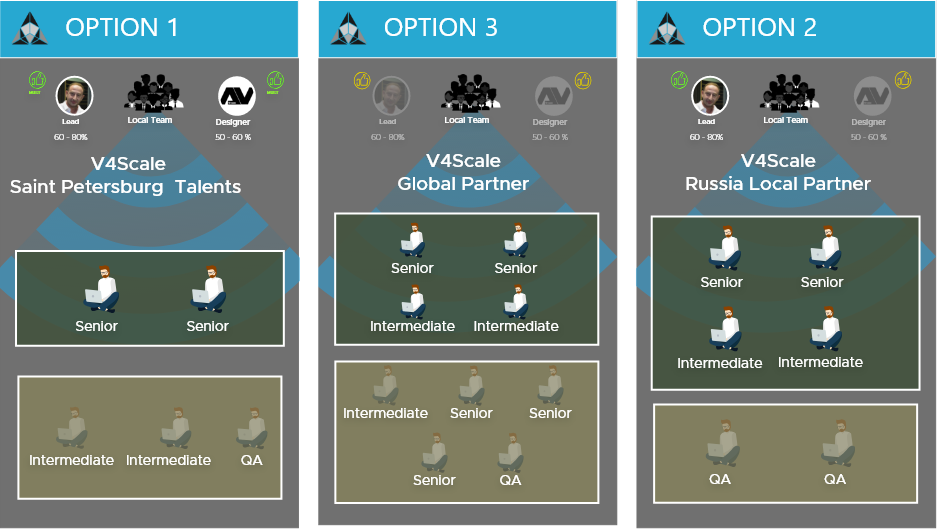 OPTION 1
MUST
MUST
Lead
Local Team
Designer
60 - 80%
50 - 60 %
V4Scale
Saint Petersburg Talents
Senior
Senior
Intermediate
Intermediate
QA
OPTION 3
Lead
Local Team
Designer
60 - 80%
50 - 60 %
V4Scale
Global Partner
Senior
Senior
Intermediate
Intermediate
Intermediate
Senior
Senior
Senior
QA
OPTION 2
Lead
Local Team
Designer
60 - 80%
50 - 60 %
V4Scale
Russia Local Partner
Senior
Senior
Intermediate
Intermediate
QA
QA